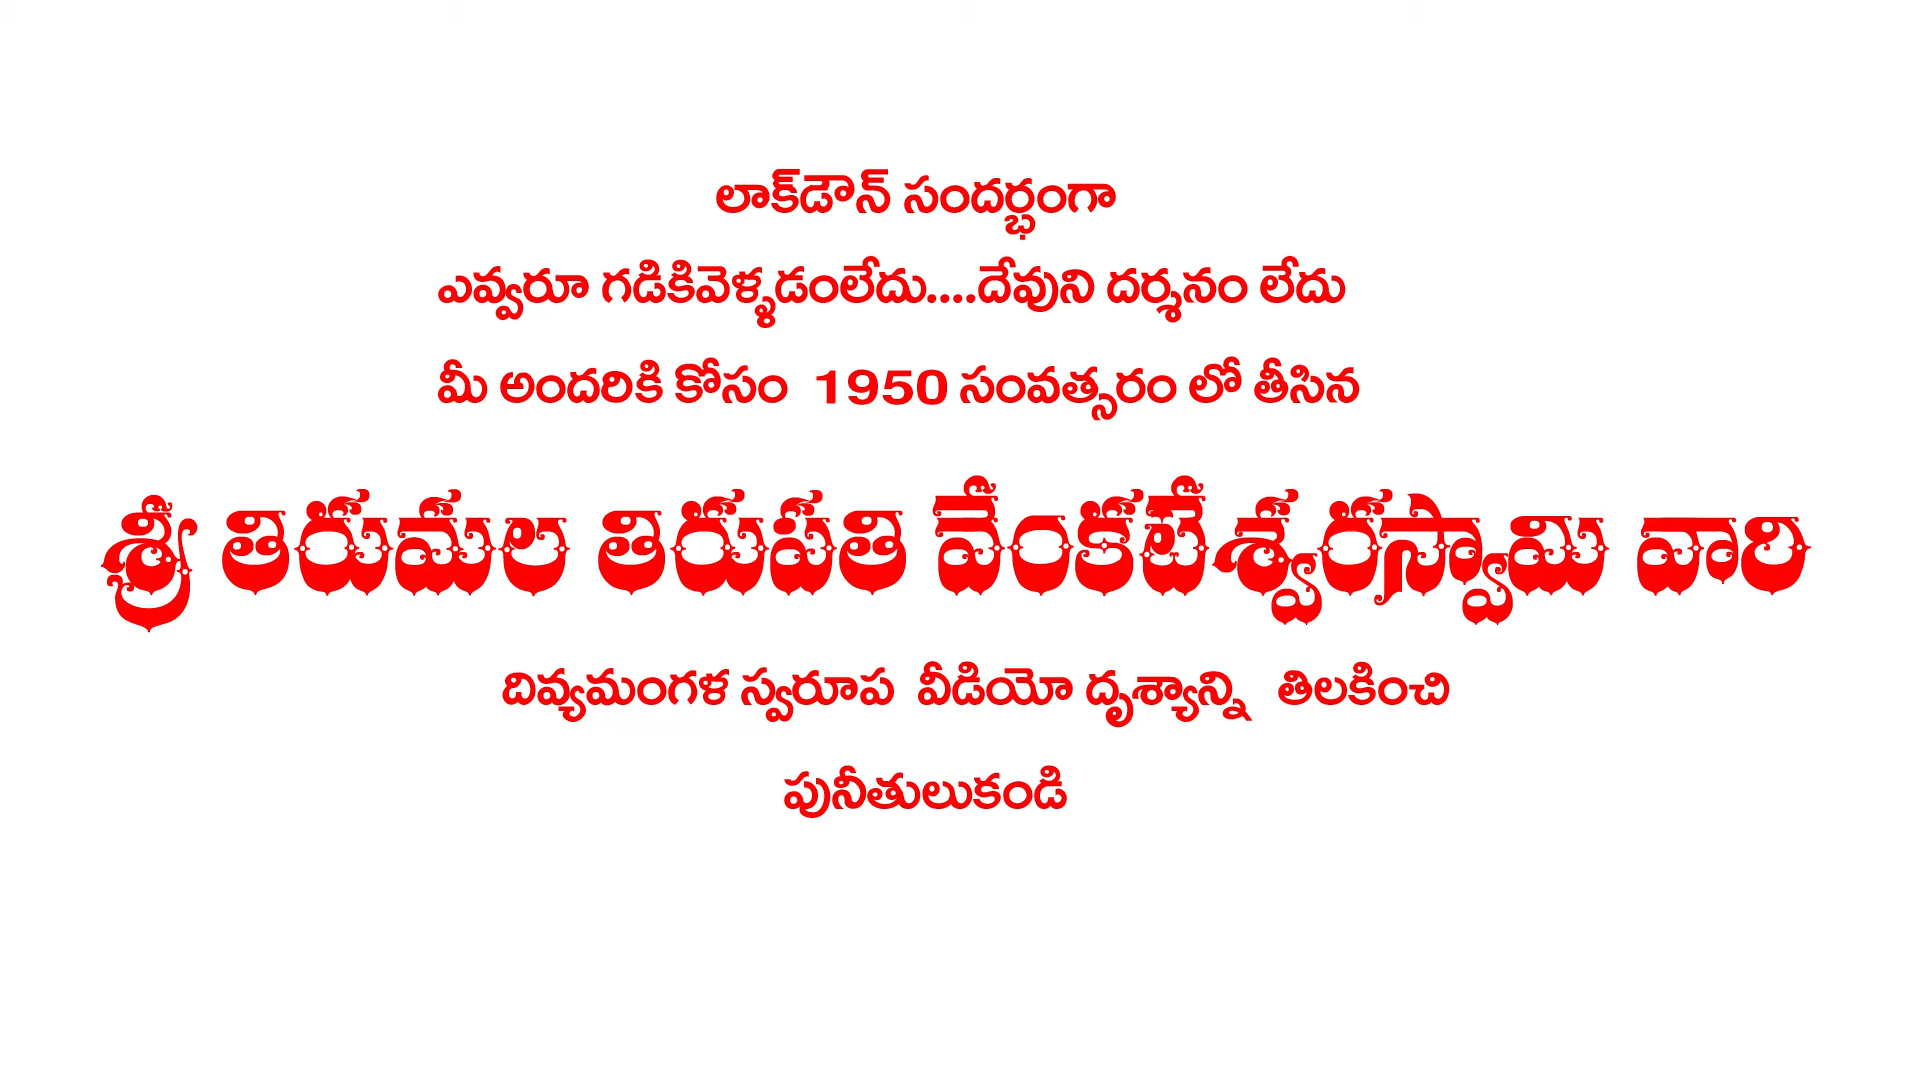 లాక్‌డౌన్ సందర్భంగా
ఎవ్వరూ గడికివెళ్ళడంలేదు....దేవుని దర్శనం లేదు
మీ అందరికి కోసం 1950 సంవత్సరం లో తీసిన
శ్రీ తిరుమల తిరుపతి వేంకటేశ్వరస్వామి వారి
దివ్యమంగళ స్వరూప వీడియో దృశ్యాన్ని తిలకించి
పునీతులుకండి